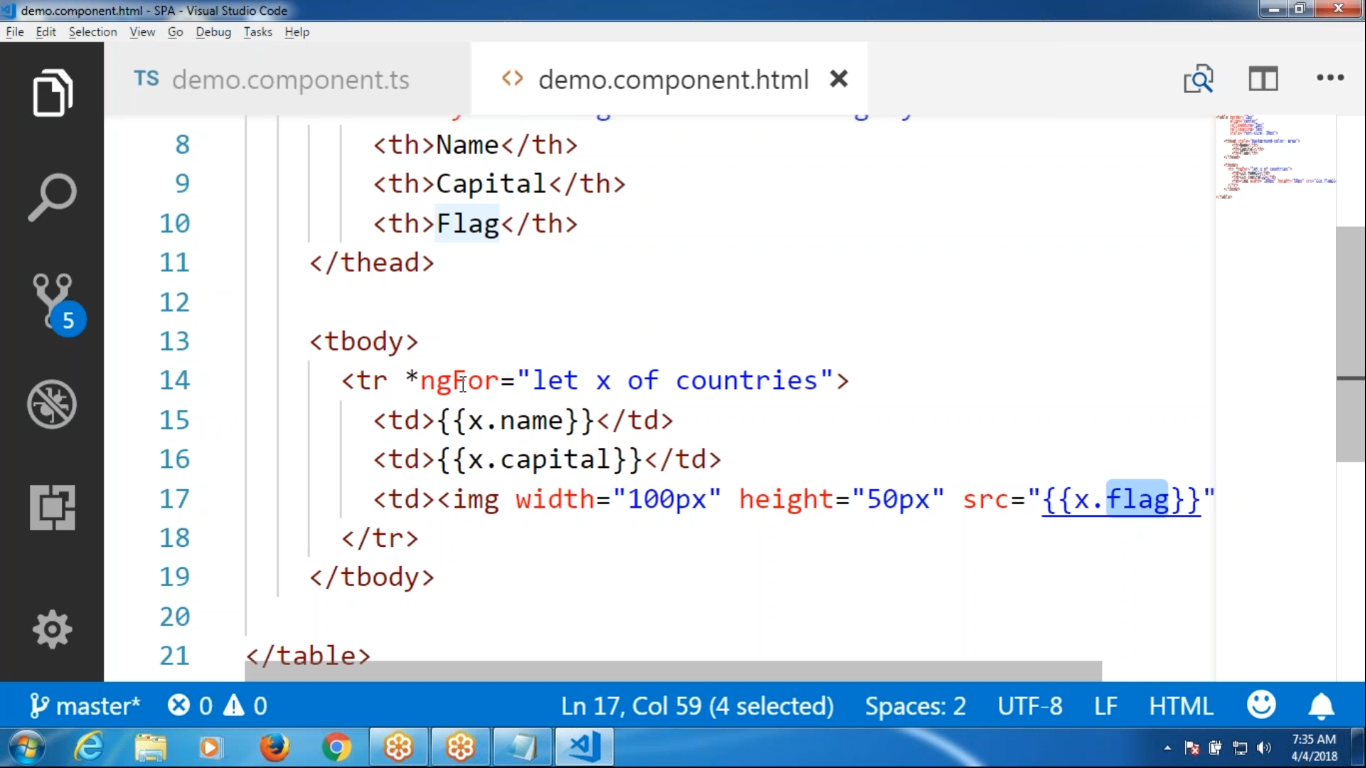 demo.component.html - SPA - Visual Studio Code
File Edit Selection View Go Debug Tasks Help
TS demo.component.ts <> demo.component.html
8 <th>Name</th>
9 <th>Capital</th>
10 <th>Flag</th>
11 </thead>
12
13 <tbody>
14 <tr *ngFor="let x of countries">
15 <td>{{x.name}}</td>
16 <td>{{x.capital}}</td>
17 <td><img width="100px" height="50px" src="{{x.flag}}"
18 </tr>
19 </tbody>
20
21 </table>
5
master* 0 0 Ln 17, Col 59 (4 selected) Spaces: 2 UTF-8 LF HTML
7:35 AM
4/4/2018